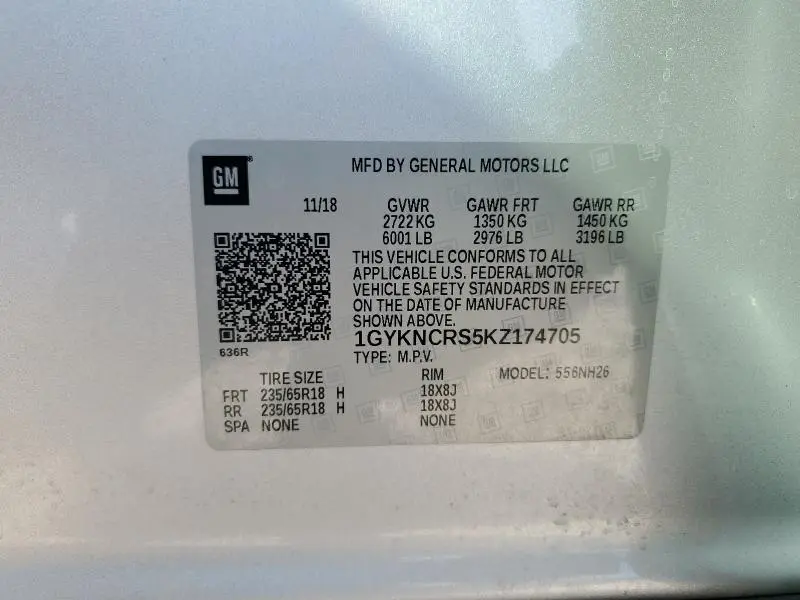 GM
MFD BY GENERAL MOTORS LLC
11/18 GVWR GAWR FRT GAWR RR
2722 KG 1350 KG 1450 KG
6001 LB 2976 LB 3196 LB
THIS VEHICLE CONFORMS TO ALL
APPLICABLE U.S. FEDERAL MOTOR
VEHICLE SAFETY STANDARDS IN EFFECT
ON THE DATE OF MANUFACTURE
SHOWN ABOVE.
1GYKNCRS5KZ174705
636R
TYPE: M.P.V.
TIRE SIZE RIM MODEL: 556NH26
FRT 235/65R18 H 18X8J
RR 235/65R18 H 18X8J
SPA NONE NONE